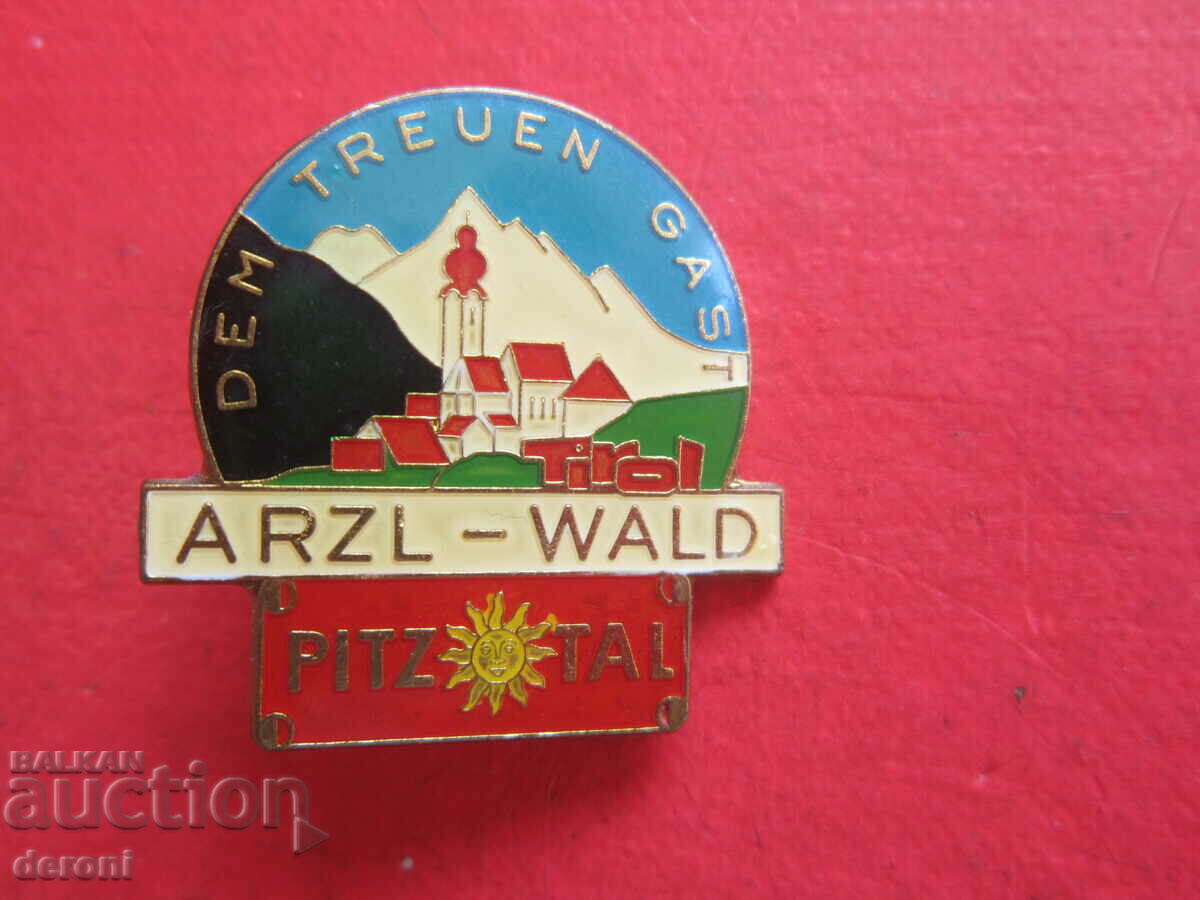 DEM TREUEN GAST
Tirol
ARZL – WALD
PITZ TAL
BALKAN
auction
deroni